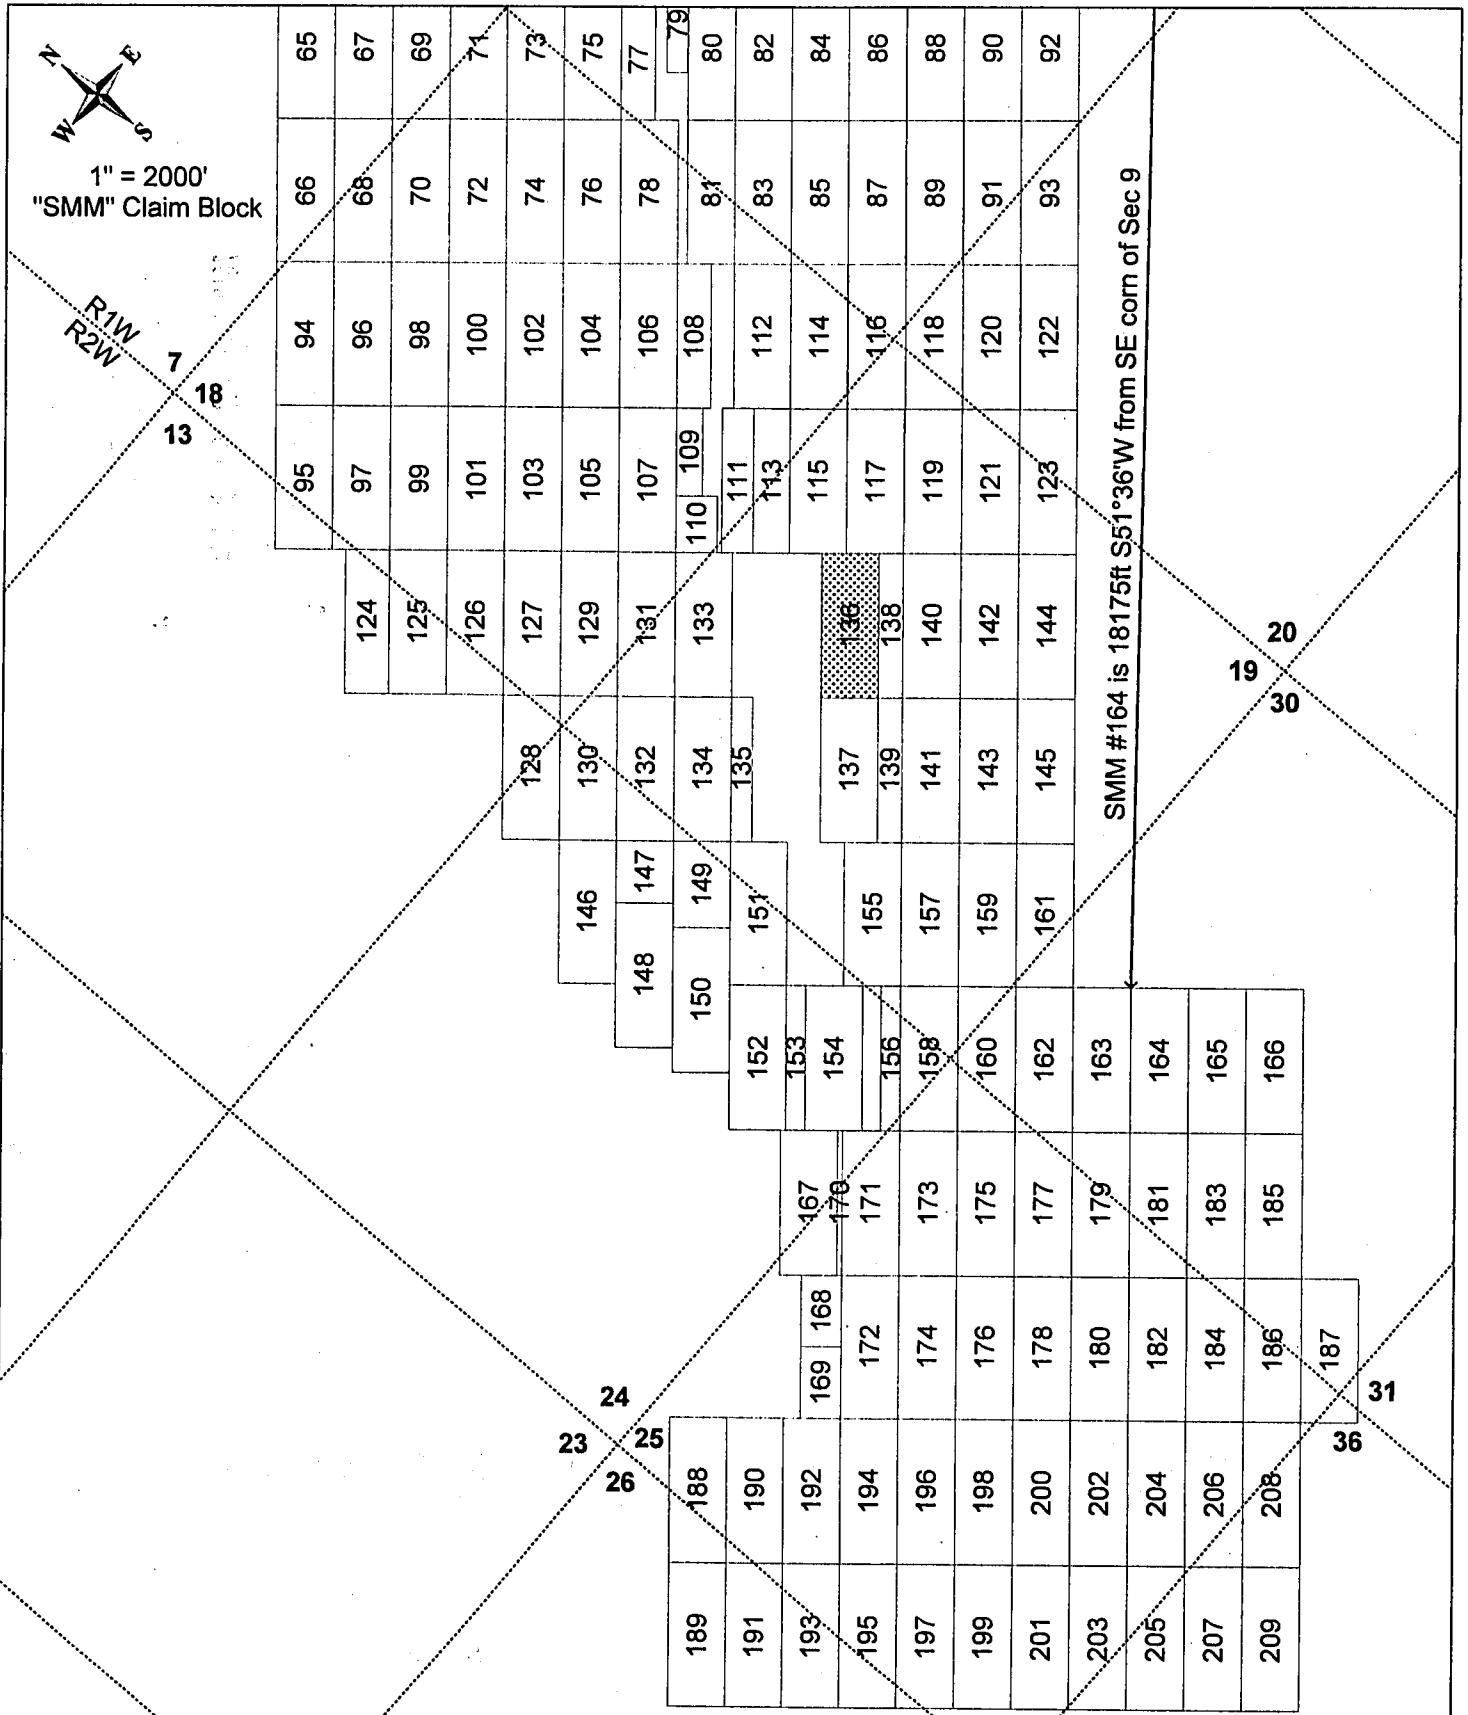 N
E
W
S
1" = 2000'
"SMM" Claim Block
65 67 69 71 73 75 77 79 80 82 84 86 88 90 92
66 68 70 72 74 76 78 81 83 85 87 89 91 93
R1W
R2W
7
18
13
94 96 98 100 102 104 106 108 112 114 116 118 120 122
95 97 99 101 103 105 107 109 110 111 113 115 117 119 121 123
SMM #164 is 18175ft S51°36'W from SE corn of Sec 9
124 125 126 127 129 131 133 136 138 140 142 144
20
19
30
128 130 132 134 135 137 139 141 143 145
146 147 149 151 155 157 159 161
148 150
152 153 154 156 158 160 162 163 164 165 166
167 170 171 173 175 177 179 181 183 185
168 169 172 174 176 178 180 182 184 186 187
24
23
25
26
31
36
188 190 192 194 196 198 200 202 204 206 208
189 191 193 195 197 199 201 203 205 207 209